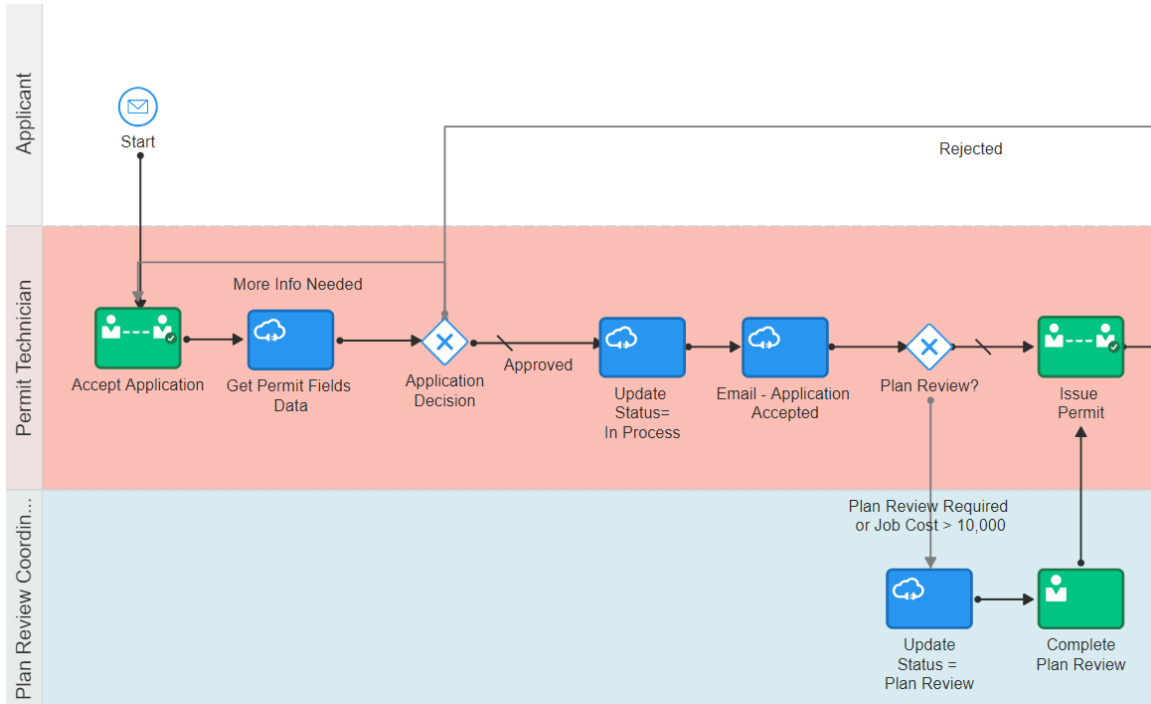 Applicant
Start
Rejected
Permit Technician
More Info Needed
Accept Application
Get Permit Fields
Data
Application
Decision
Approved
Update
Status=
In Process
Email - Application
Accepted
Plan Review?
Issue
Permit
Plan Review Coordin...
Plan Review Required
or Job Cost > 10,000
Update
Status =
Plan Review
Complete
Plan Review